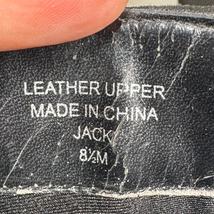 LEATHER UPPER
MADE IN CHINA
JACK
8½M